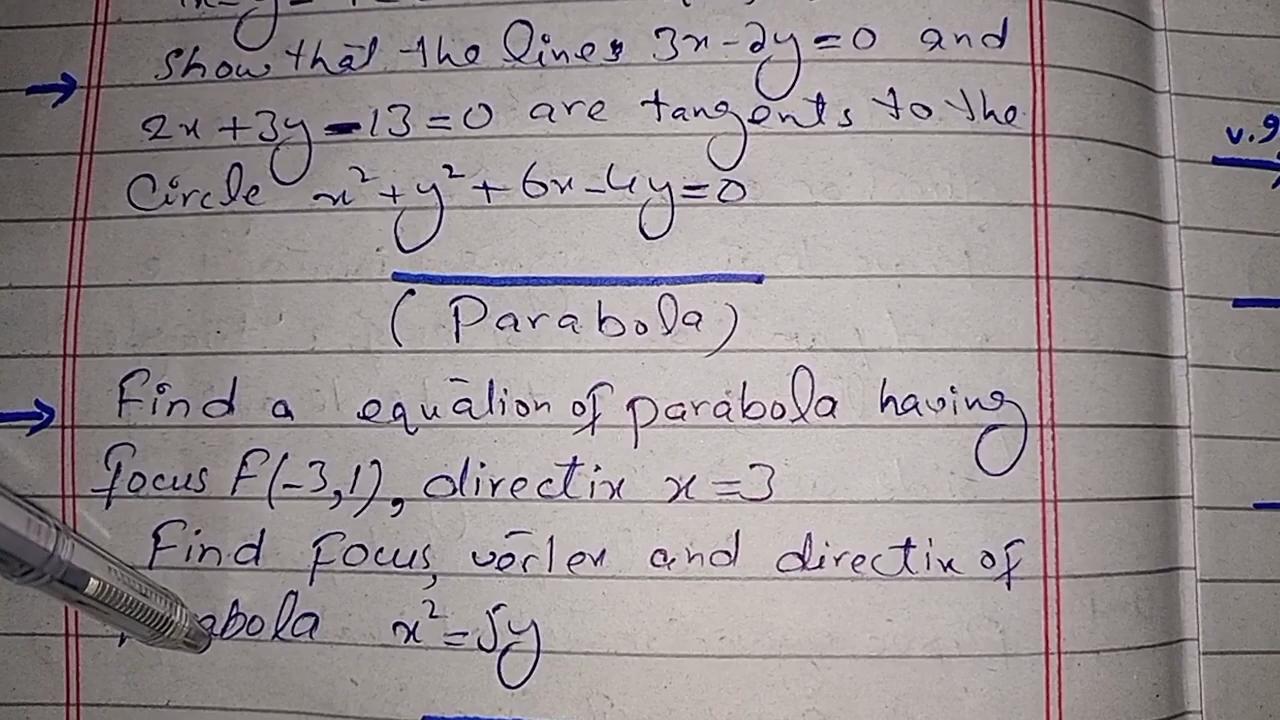 Show that the lines 3x-2y=0 and
2x+3y-13=0 are tangents to the
Circle x²+y²+6x-4y=0
(Parabola)
Find a equation of parabola having
focus F(-3,1), directix x=3
Find focus, vertex and directix of
x²=5y
v.9